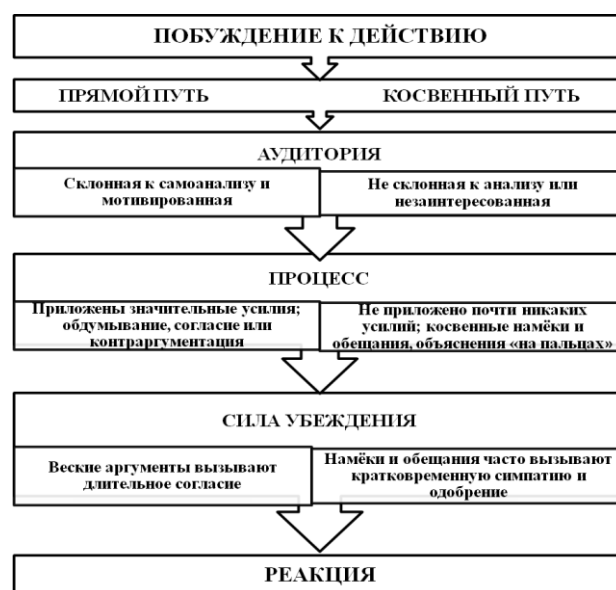 ПОБУЖДЕНИЕ К ДЕЙСТВИЮ
ПРЯМОЙ ПУТЬ
КОСВЕННЫЙ ПУТЬ
АУДИТОРИЯ
Склонная к самоанализу и
мотивированная
Не склонная к анализу или
незаинтересованная
ПРОЦЕСС
Приложены значительные усилия;
обдумывание, согласие или
контраргументация
Не приложено почти никаких
усилий; косвенные намёки и
обещания, объяснения «на пальцах»
СИЛА УБЕЖДЕНИЯ
Веские аргументы вызывают
длительное согласие
Намёки и обещания часто вызывают
кратковременную симпатию и
одобрение
РЕАКЦИЯ